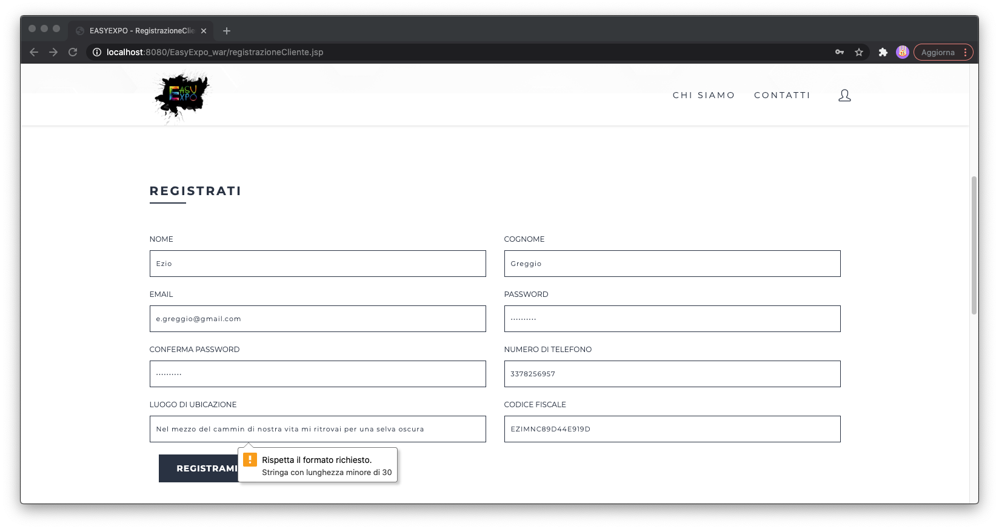 EASYEXPO - RegistrazioneClie
localhost:8080/EasyExpo_war/registrazioneCliente.jsp
Aggiorna
EASY
EXPO
CHI SIAMO CONTATTI
REGISTRATI
NOME COGNOME
Ezio Greggio
EMAIL PASSWORD
e.greggio@gmail.com ··········
CONFERMA PASSWORD NUMERO DI TELEFONO
·········· 3378256957
LUOGO DI UBICAZIONE CODICE FISCALE
Nel mezzo del cammin di nostra vita mi ritrovai per una selva oscura EZIMNC89D44E919D
Rispetta il formato richiesto.
REGISTRAMI
Stringa con lunghezza minore di 30